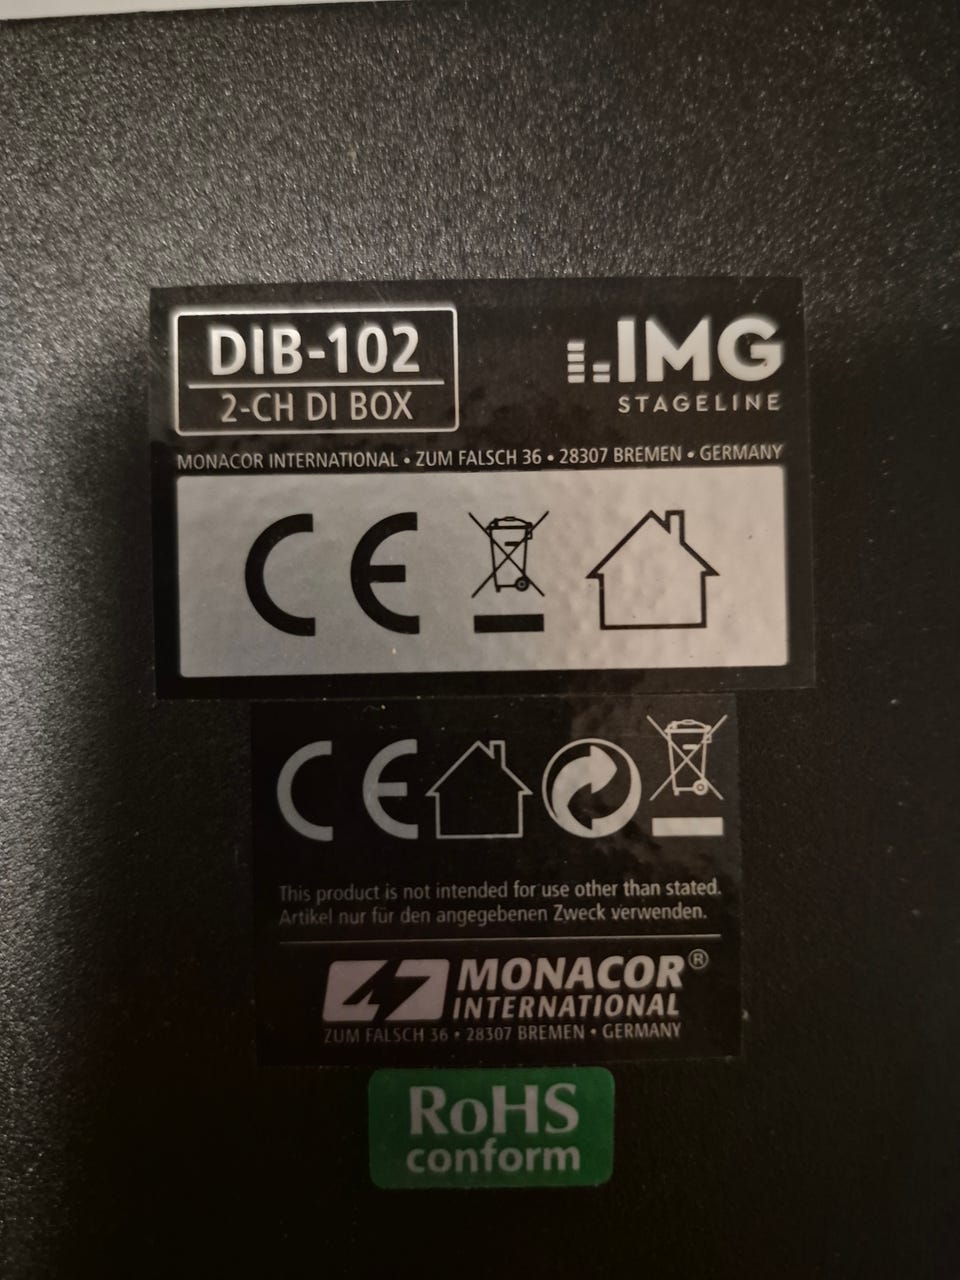 DIB-102
2-CH DI BOX
IMG
STAGELINE
MONACOR INTERNATIONAL • ZUM FALSCH 36 • 28307 BREMEN • GERMANY
CE
CE
This product is not intended for use other than stated.
Artikel nur für den angegebenen Zweck verwenden.
MONACOR®
INTERNATIONAL
ZUM FALSCH 36 • 28307 BREMEN • GERMANY
RoHS
conform